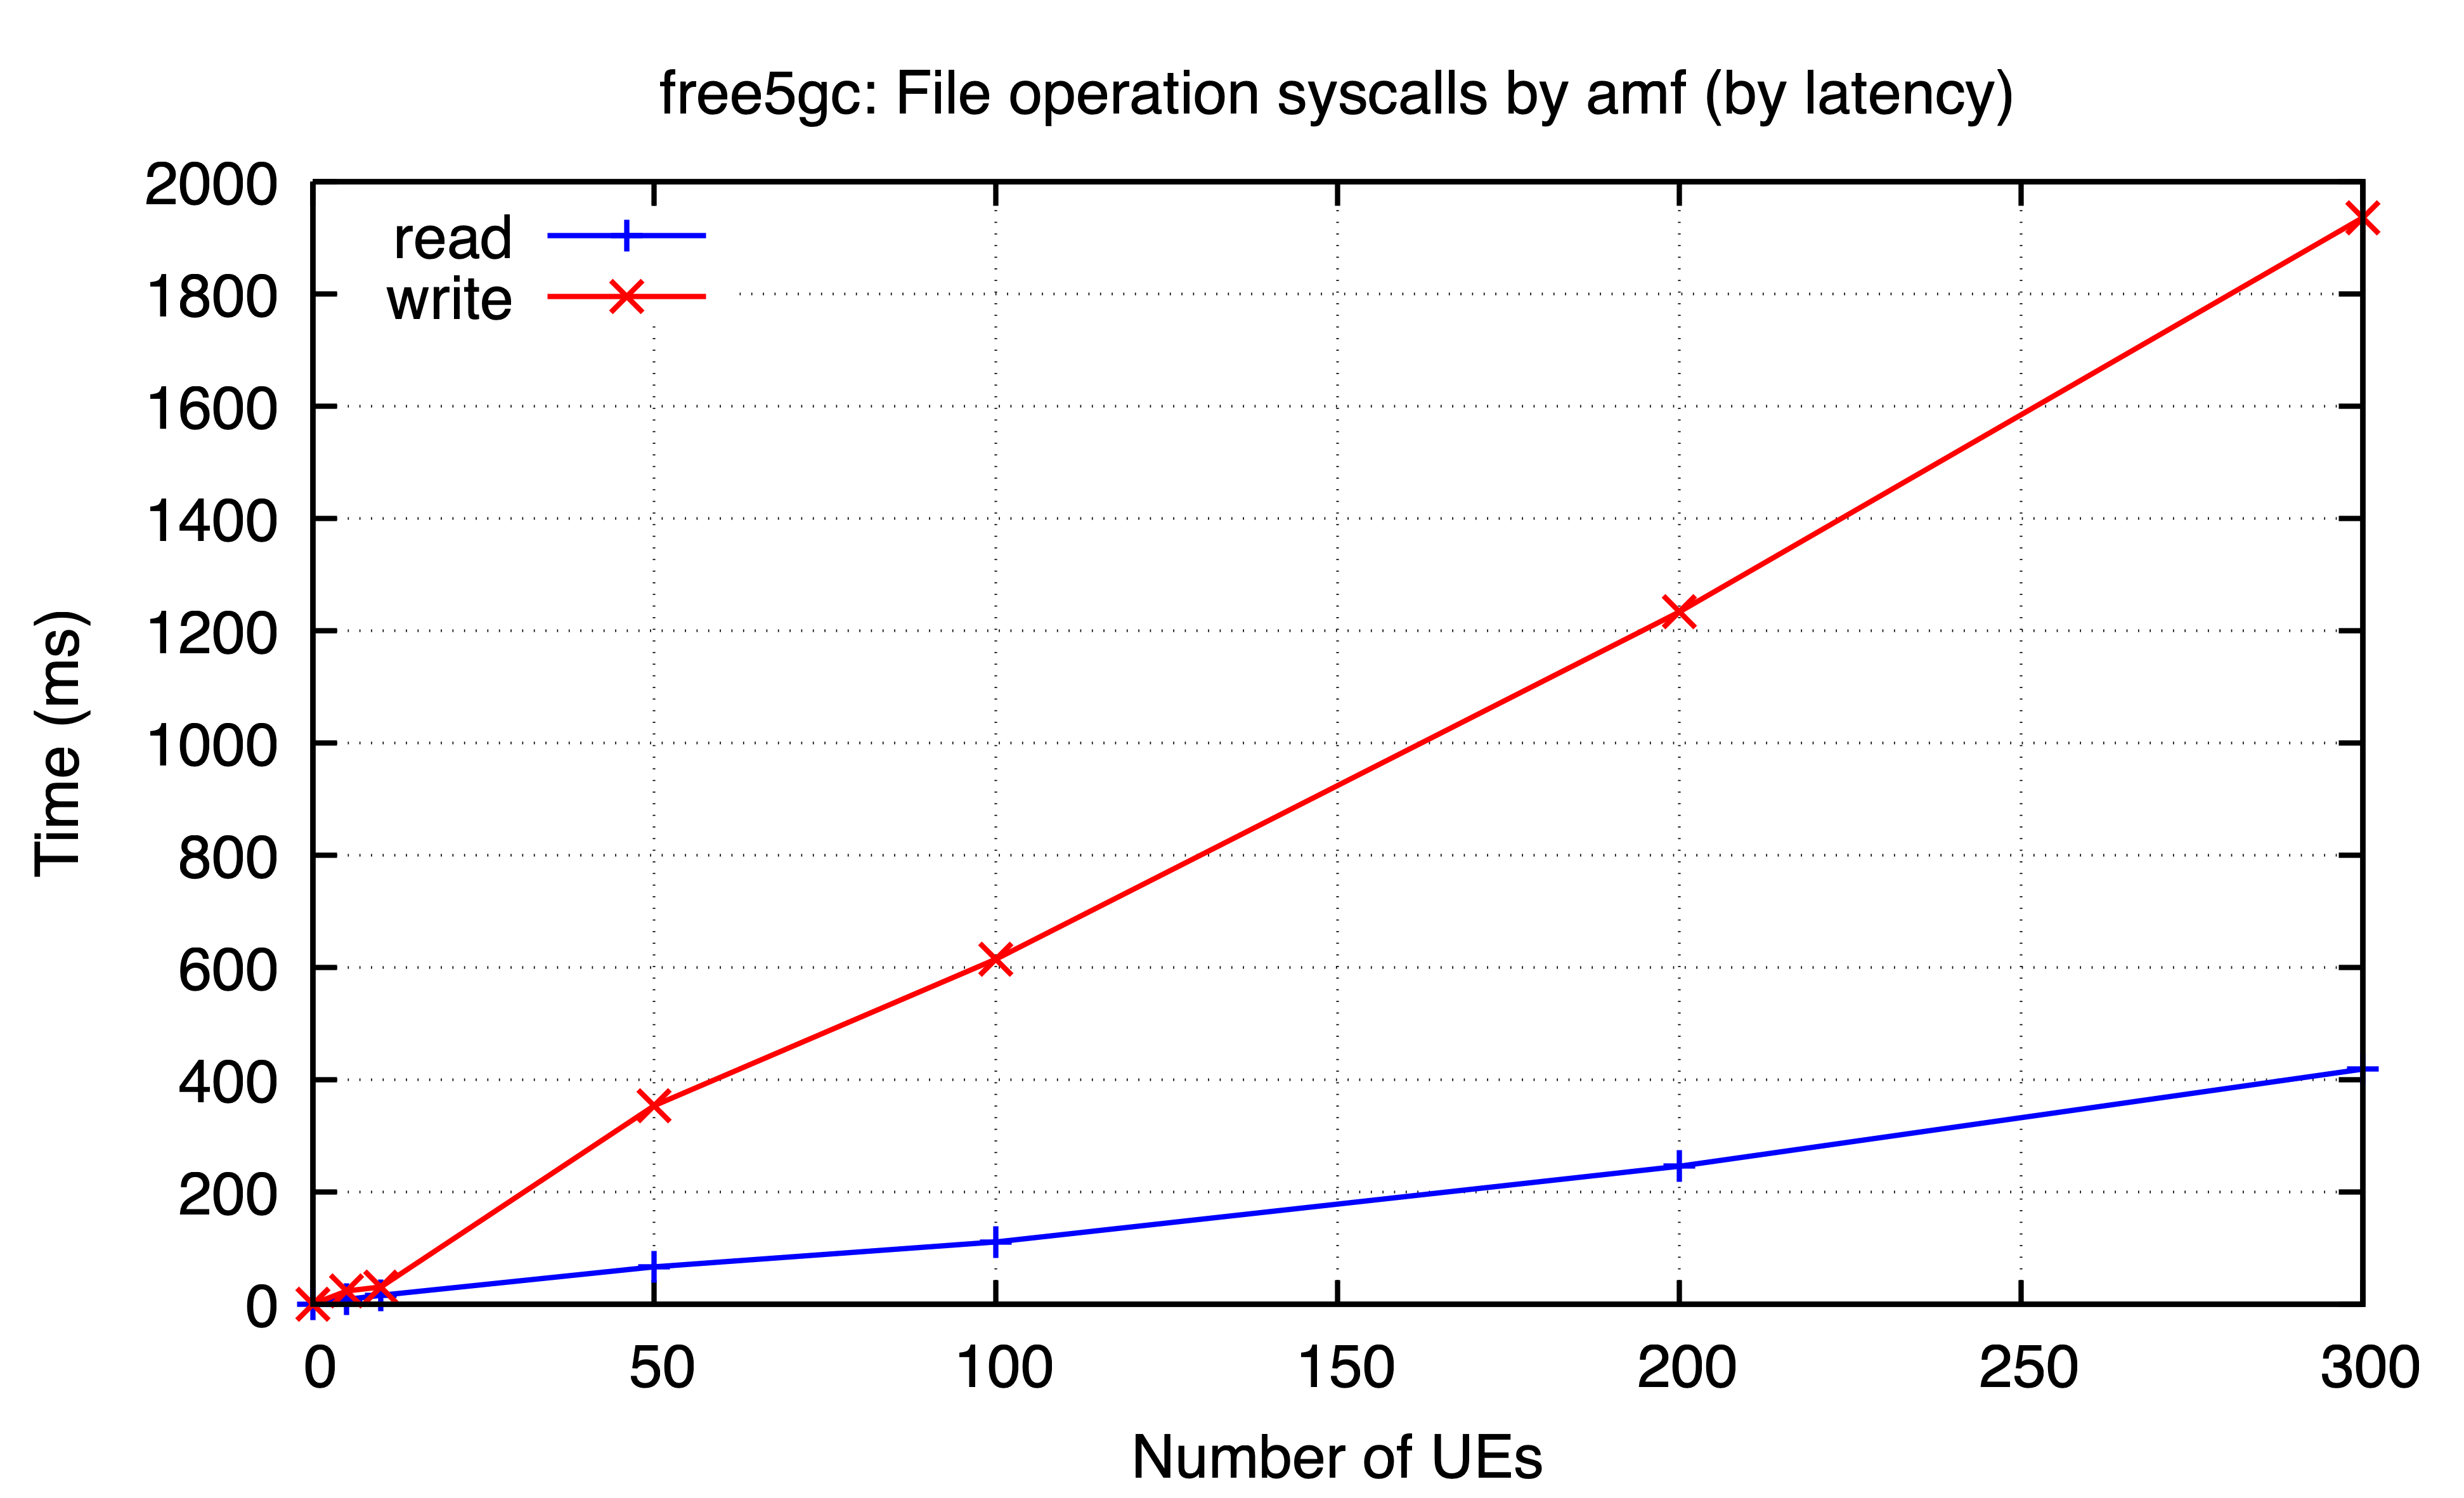 free5gc: File operation syscalls by amf (by latency)
2000
read
write
1800
1600
1400
1200
1000
800
600
400
200
0
Time (ms)
0 50 100 150 200 250 300
Number of UEs